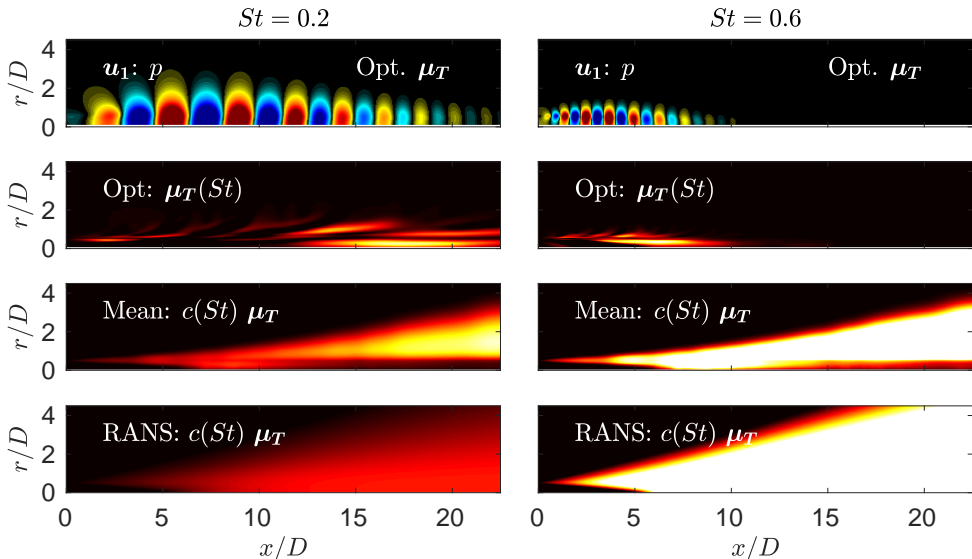 St = 0.2 St = 0.6
r/D 4 2 0 u₁: p Opt. μ_T u₁: p Opt. μ_T
r/D 4 2 0 Opt: μ_T(St) Opt: μ_T(St)
r/D 4 2 0 Mean: c(St) μ_T Mean: c(St) μ_T
r/D 4 2 0 RANS: c(St) μ_T RANS: c(St) μ_T
0 5 10 15 20 0 5 10 15 20
x/D x/D